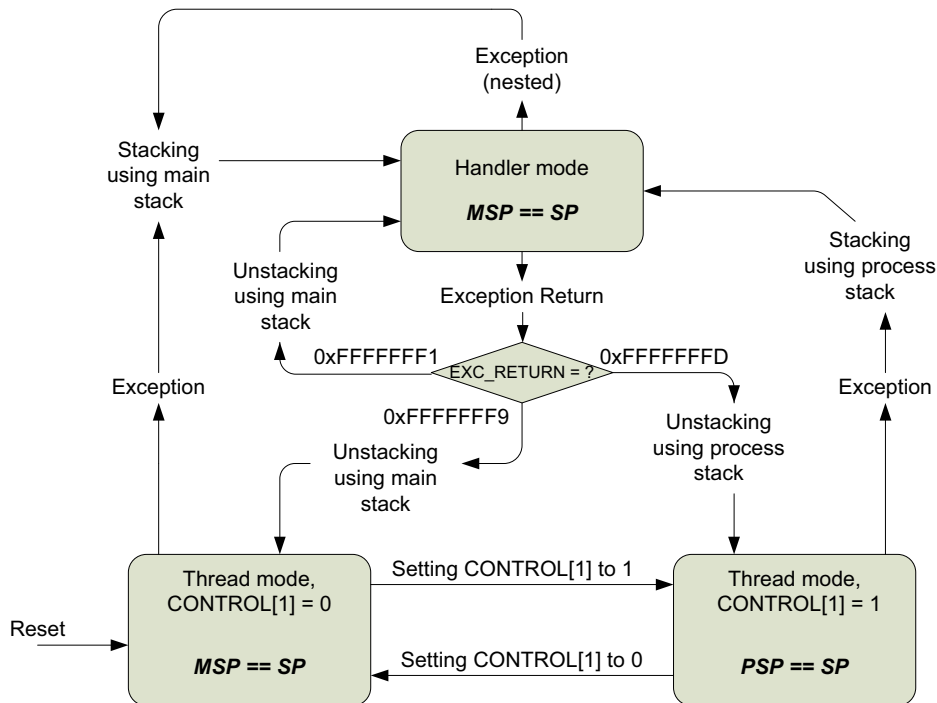 Exception
(nested)
Stacking
using main
stack
Handler mode
MSP == SP
Stacking
using process
stack
Unstacking
using main
stack
Exception Return
0xFFFFFFF1
EXC_RETURN = ?
0xFFFFFFFD
Exception
Exception
0xFFFFFFF9
Unstacking
using main
stack
Unstacking
using process
stack
Reset
Thread mode,
CONTROL[1] = 0
MSP == SP
Setting CONTROL[1] to 1
Setting CONTROL[1] to 0
Thread mode,
CONTROL[1] = 1
PSP == SP